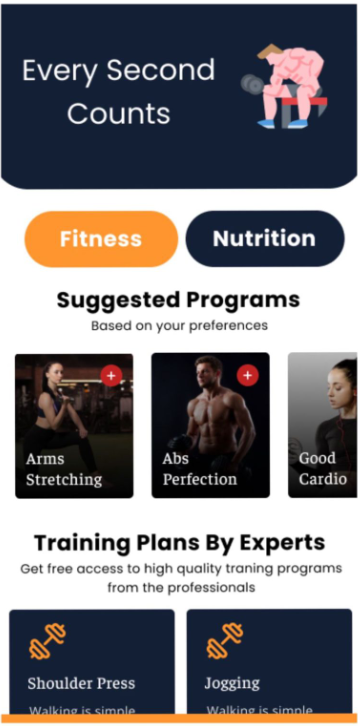 Every Second
Counts
Fitness
Nutrition
Suggested Programs
Based on your preferences
Arms
Stretching
Abs
Perfection
Good
Cardio
Training Plans By Experts
Get free access to high quality traning programs
from the professionals
Shoulder Press
Jogging
Walking is simple
Walking is simple